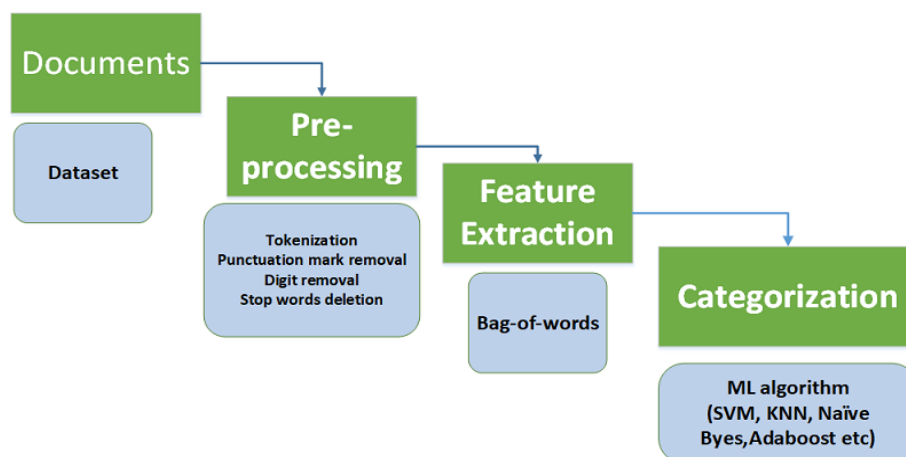 Documents
Dataset
Pre-
processing
Tokenization
Punctuation mark removal
Digit removal
Stop words deletion
Feature
Extraction
Bag-of-words
Categorization
ML algorithm
(SVM, KNN, Naïve
Byes,Adaboost etc)